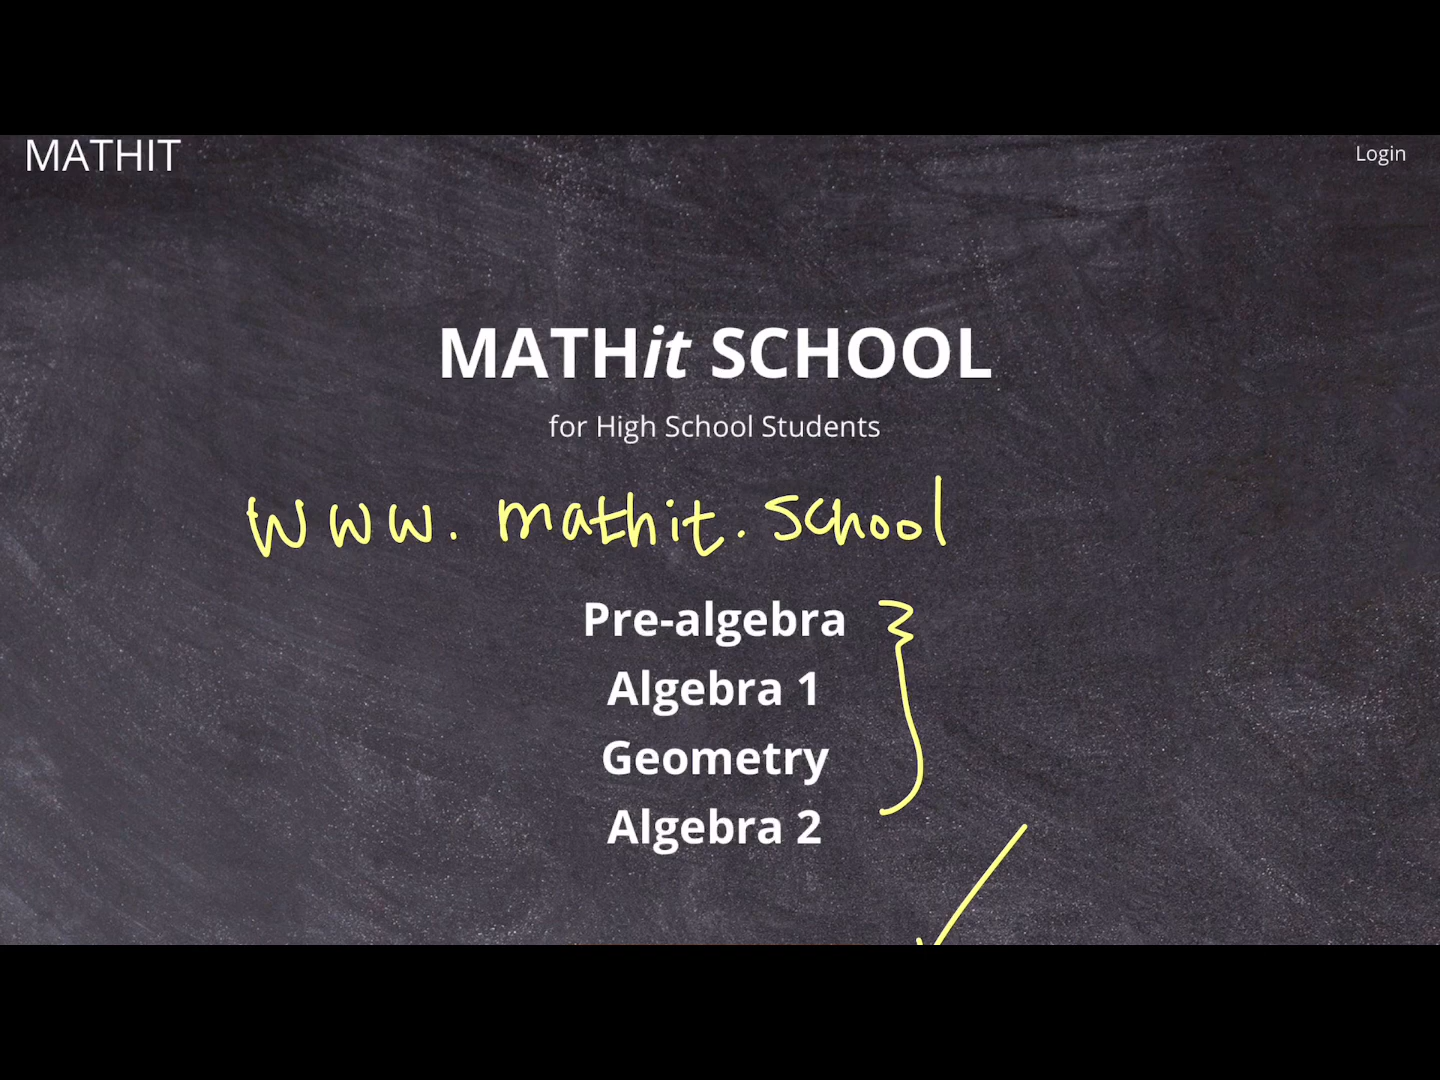 MATHIT
Login
MATHit SCHOOL
for High School Students
www.mathit.school
Pre-algebra
Algebra 1
Geometry
Algebra 2